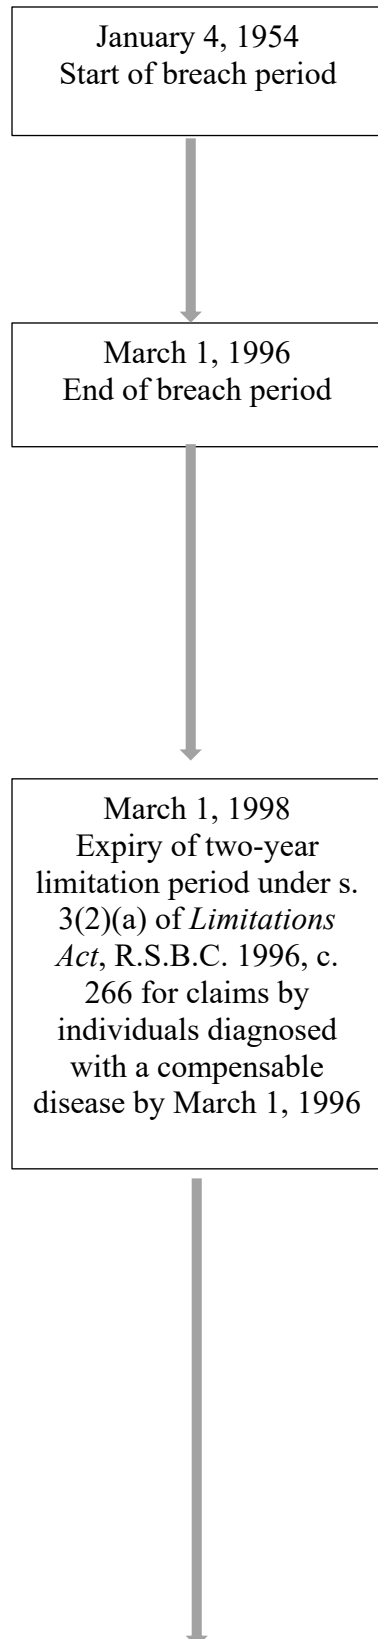 January 4, 1954
Start of breach period
March 1, 1996
End of breach period
March 1, 1998
Expiry of two-year
limitation period under s.
3(2)(a) of Limitations
Act, R.S.B.C. 1996, c.
266 for claims by
individuals diagnosed
with a compensable
disease by March 1, 1996